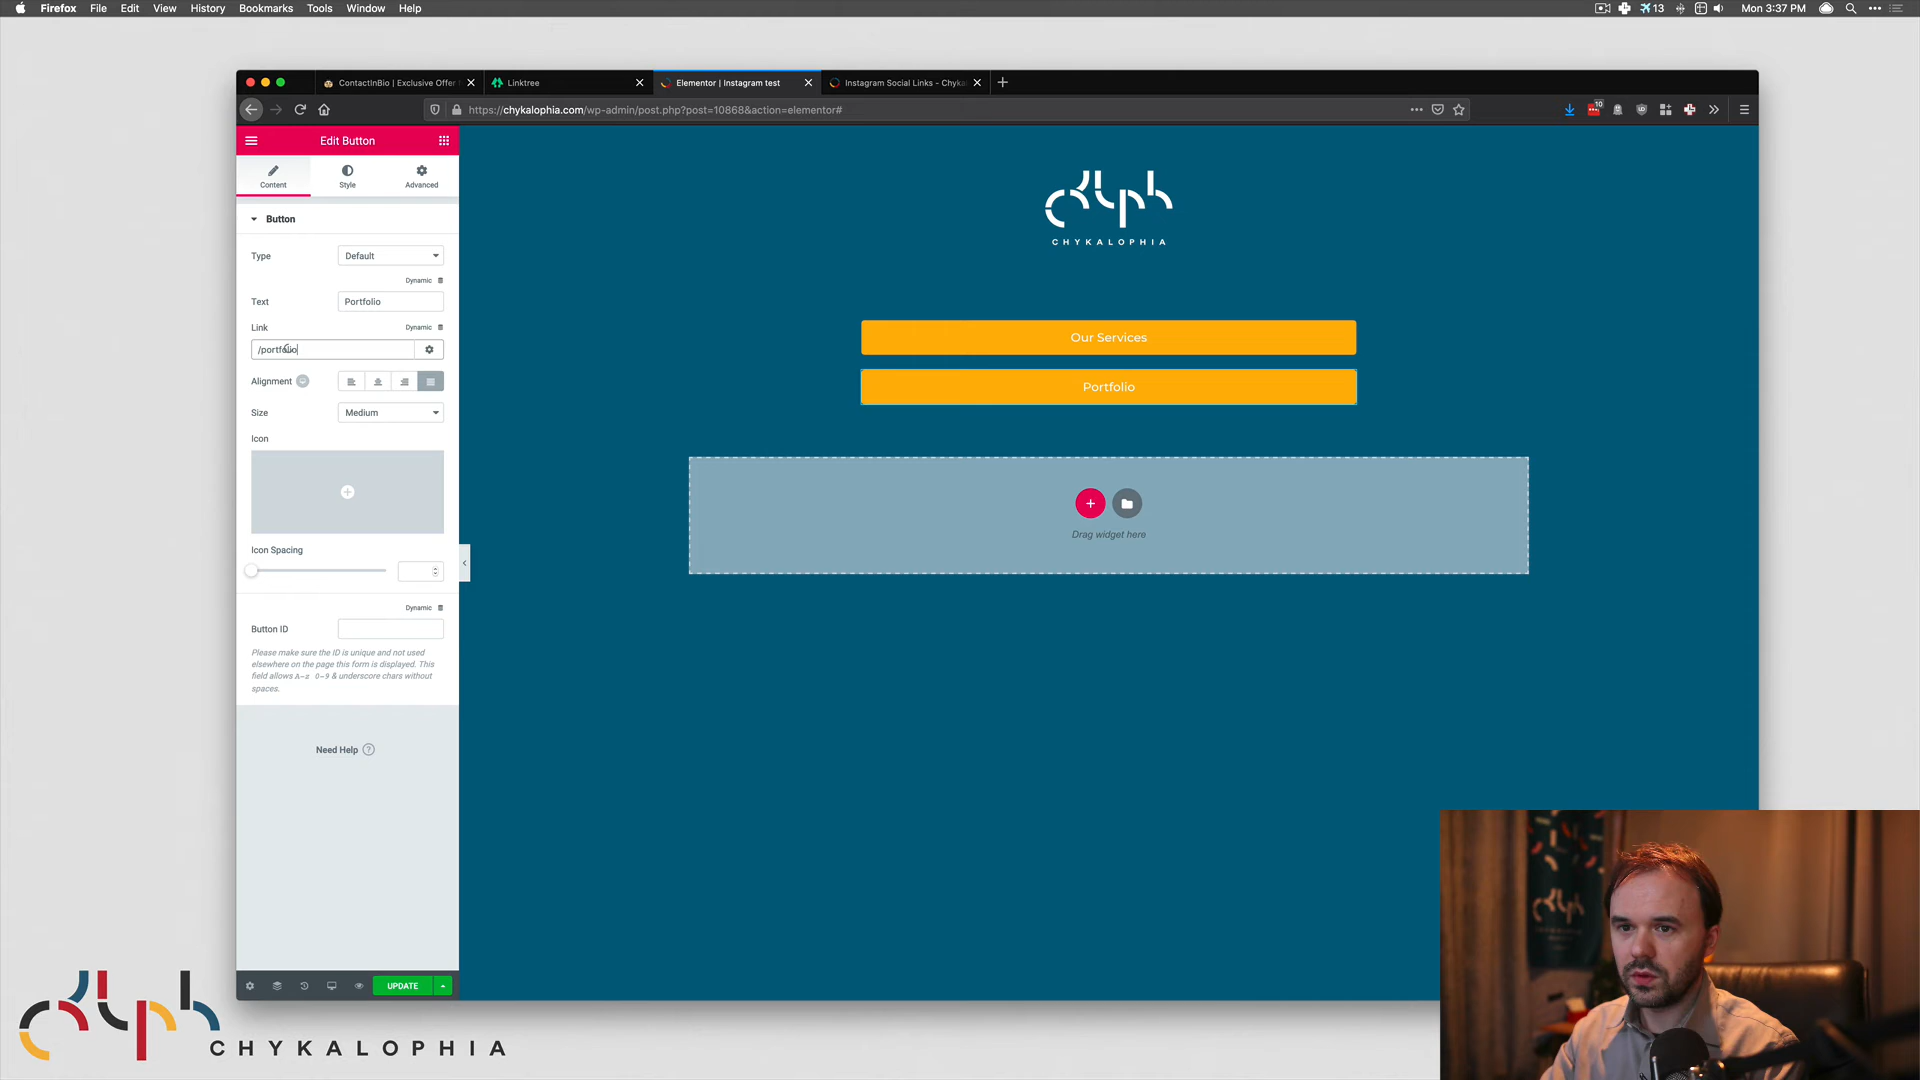 Firefox File Edit View History Bookmarks Tools Window Help
13 Mon 3:37 PM
ContactInBio | Exclusive Offer
Linktree
Elementor | Instagram test
Instagram Social Links - Chyka
https://chykalophia.com/wp-admin/post.php?post=10868&action=elementor#
10
Edit Button
Content Style Advanced
Button
Type Default
Dynamic
Text Portfolio
Link Dynamic
/portfolio
Alignment
Size Medium
Icon
Icon Spacing
Dynamic
Button ID
Please make sure the ID is unique and not used
elsewhere on the page this form is displayed. This
field allows A-z 0-9 & underscore chars without
spaces.
Need Help ?
UPDATE
CHYKALOPHIA
Our Services
Portfolio
Drag widget here
CHYKALOPHIA